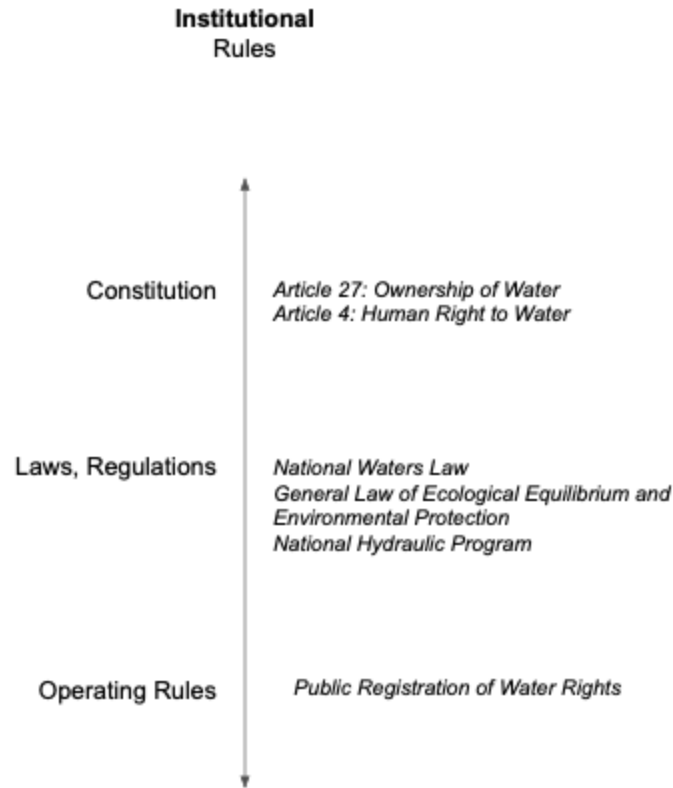 Institutional
Rules
Constitution
Article 27: Ownership of Water
Article 4: Human Right to Water
Laws, Regulations
National Waters Law
General Law of Ecological Equilibrium and
Environmental Protection
National Hydraulic Program
Operating Rules
Public Registration of Water Rights